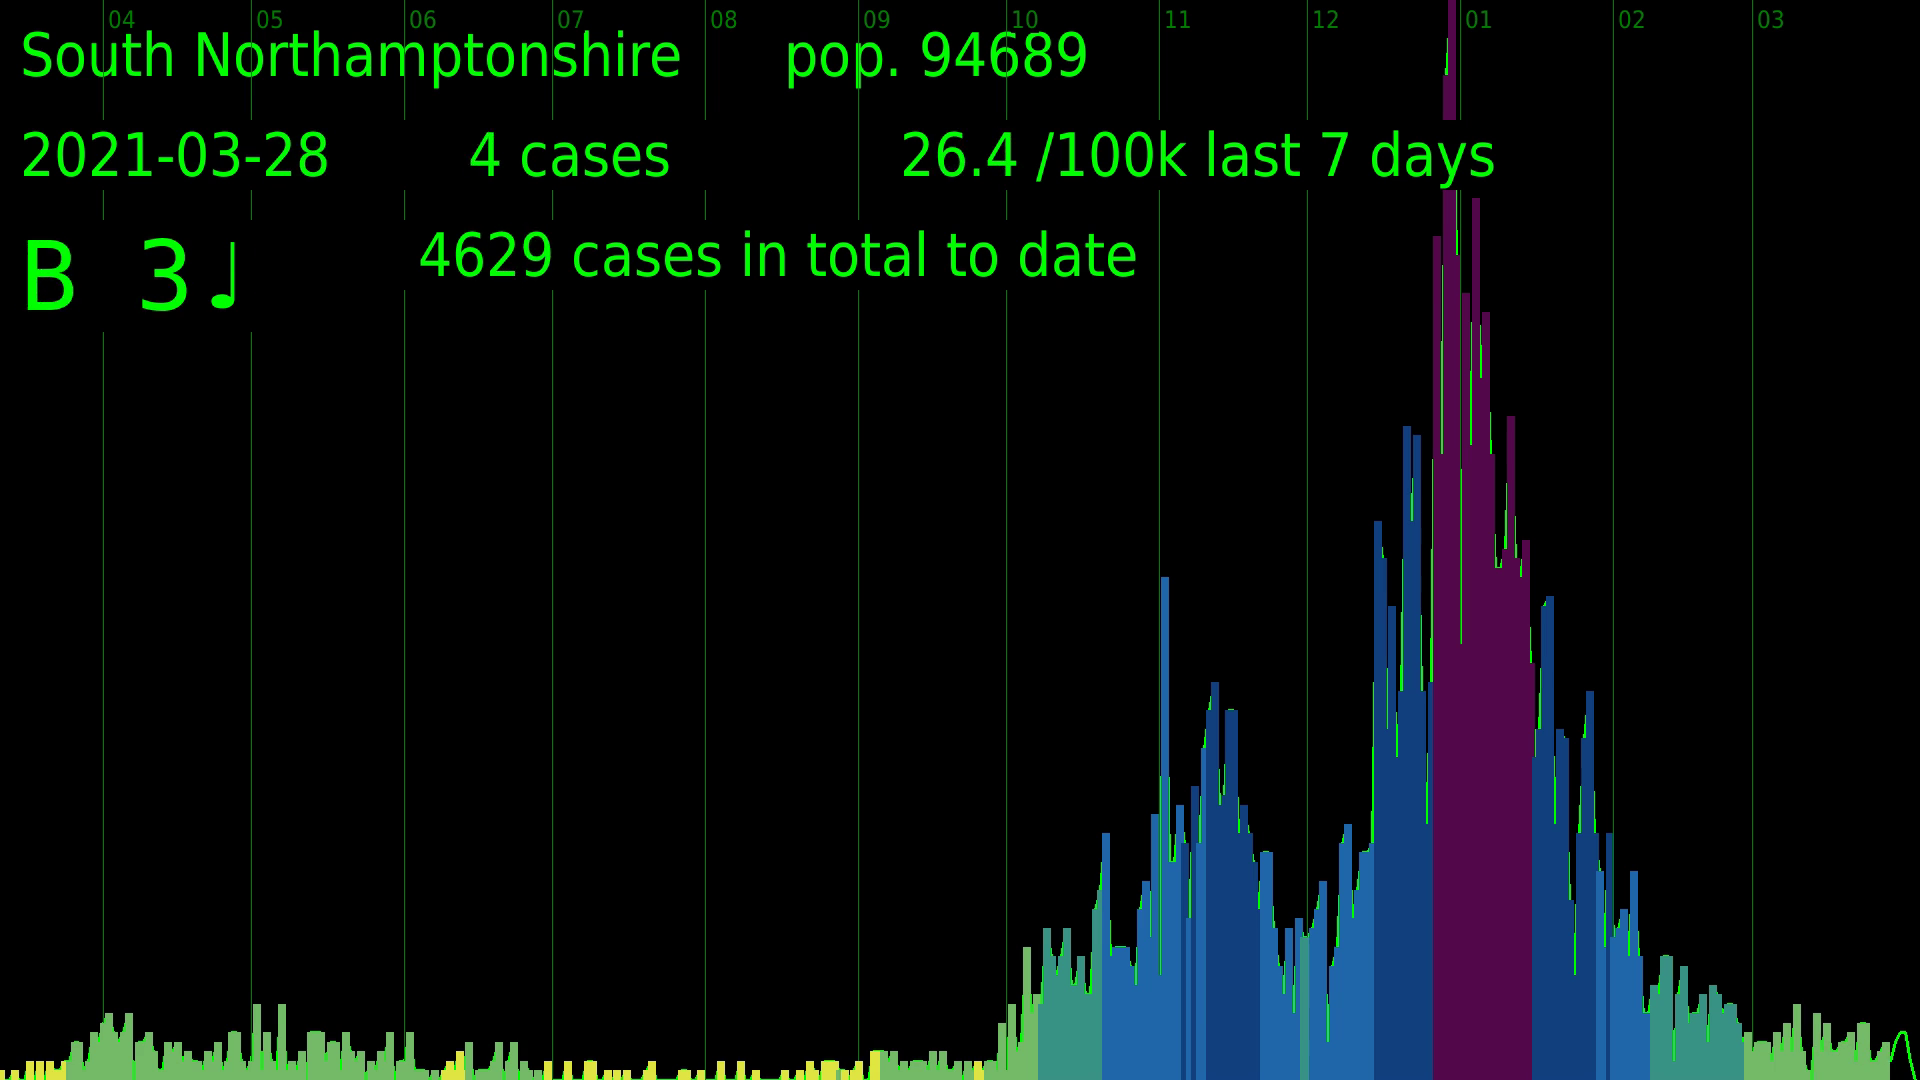 04 05 06 07 08 09 10 11 12 01 02 03
South Northamptonshire pop. 94689
2021-03-28 4 cases 26.4 /100k last 7 days
B 3♩ 4629 cases in total to date